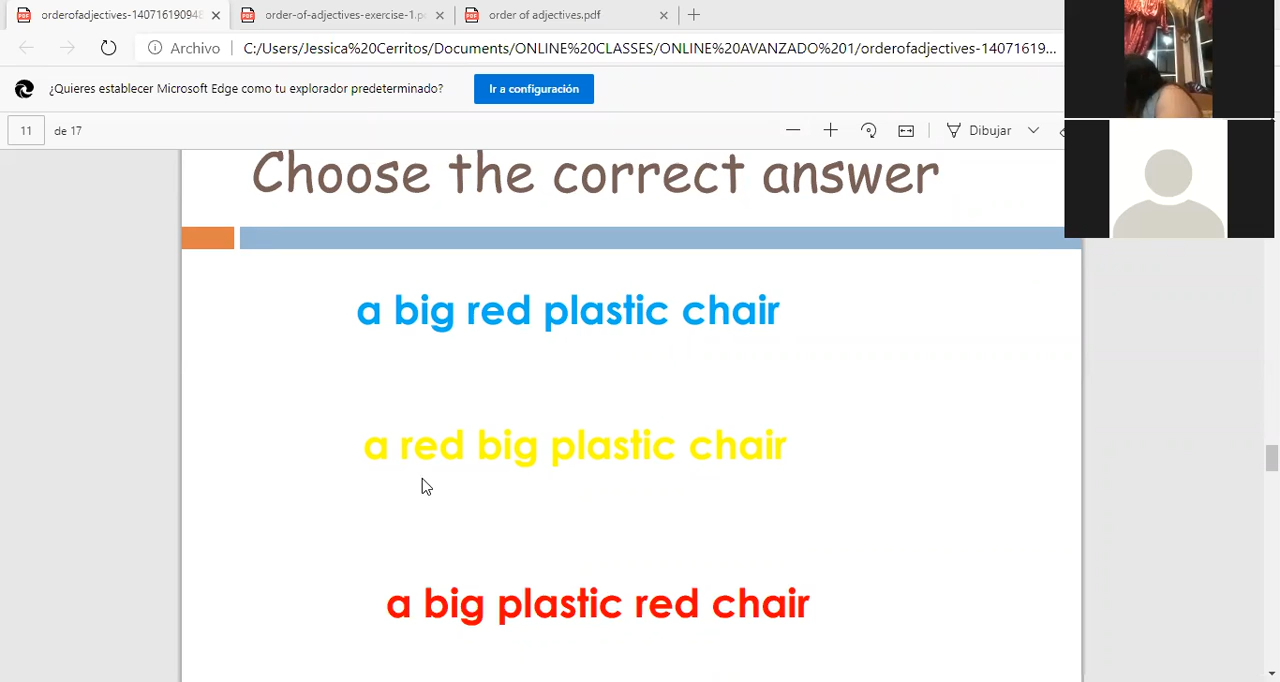 orderofadjectives-140716190948
order-of-adjectives-exercise-1.p
order of adjectives.pdf
Archivo
C:/Users/Jessica%20Cerritos/Documents/ONLINE%20CLASSES/ONLINE%20AVANZADO%201/orderofadjectives-14071619...
¿Quieres establecer Microsoft Edge como tu explorador predeterminado?
Ir a configuración
11 de 17
Dibujar
Choose the correct answer
a big red plastic chair
a red big plastic chair
a big plastic red chair